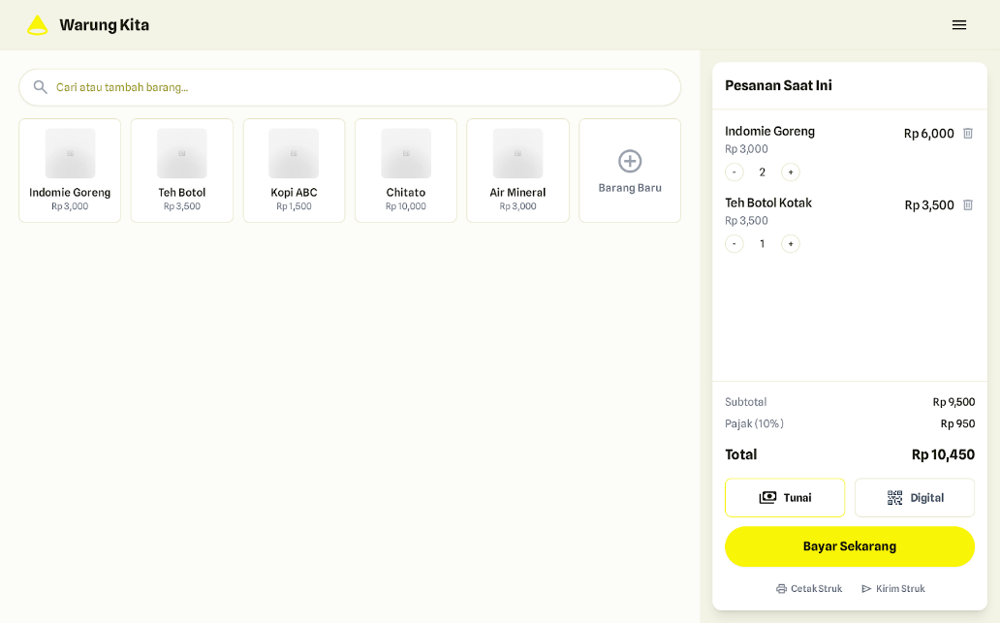 Warung Kita
Cari atau tambah barang...
Indomie Goreng
Rp 3,000
Teh Botol
Rp 3,500
Kopi ABC
Rp 1,500
Chitato
Rp 10,000
Air Mineral
Rp 3,000
Barang Baru
Pesanan Saat Ini
Indomie Goreng
Rp 6,000
Rp 3,000
- 2 +
Teh Botol Kotak
Rp 3,500
Rp 3,500
- 1 +
Subtotal Rp 9,500
Pajak (10%) Rp 950
Total Rp 10,450
Tunai Digital
Bayar Sekarang
Cetak Struk Kirim Struk